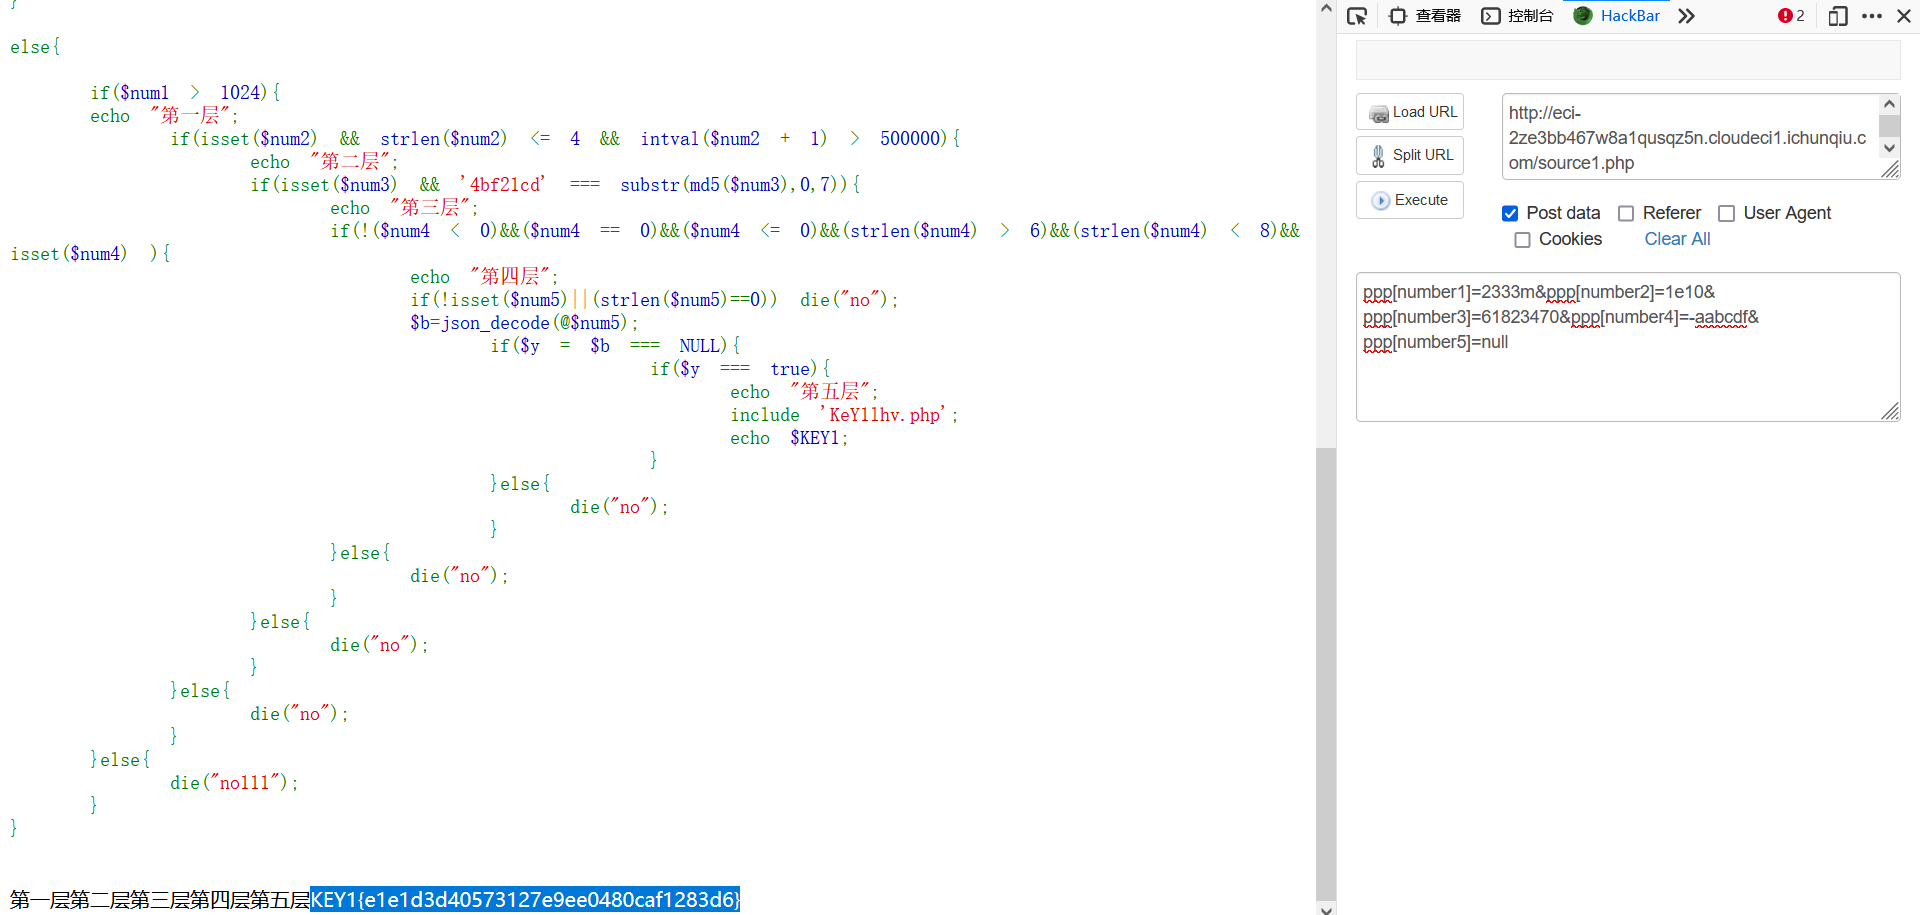 }
else{
if($num1 > 1024){
echo "第一层";
if(isset($num2) && strlen($num2) <= 4 && intval($num2 + 1) > 500000){
echo "第二层";
if(isset($num3) && '4bf21cd' === substr(md5($num3),0,7)){
echo "第三层";
if(!($num4 < 0)&&($num4 == 0)&&($num4 <= 0)&&(strlen($num4) > 6)&&(strlen($num4) < 8)&&
isset($num4) ){
echo "第四层";
if(!isset($num5)||(strlen($num5)==0)) die("no");
$b=json_decode(@$num5);
if($y = $b === NULL){
if($y === true){
echo "第五层";
include 'KeY1lhv.php';
echo $KEY1;
}
}else{
die("no");
}
}else{
die("no");
}
}else{
die("no");
}
}else{
die("no");
}
}else{
die("no111");
}
}
第一层第二层第三层第四层第五层KEY1{e1e1d3d40573127e9ee0480caf1283d6}
查看器 控制台 HackBar 2
Load URL
Split URL
Execute
http://eci-
2ze3bb467w8a1qusqz5n.cloudeci1.ichunqiu.c
om/source1.php
Post data Referer User Agent
Cookies Clear All
ppp[number1]=2333m&ppp[number2]=1e10&
ppp[number3]=61823470&ppp[number4]=-aabcdf&
ppp[number5]=null